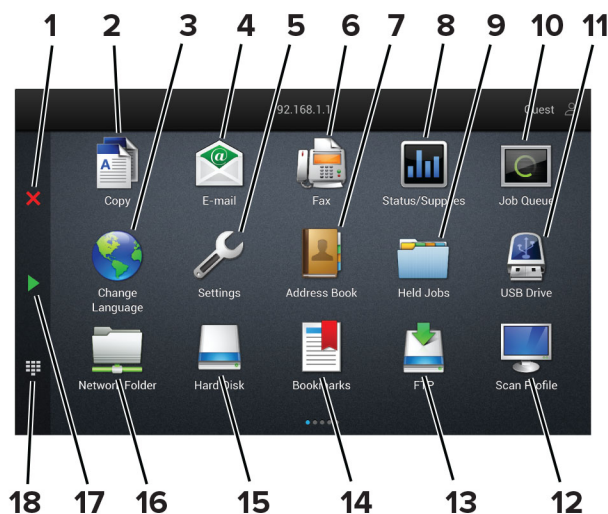 1 2 3 4 5 6 7 8 9 10 11
92.168.1.1 Guest
A @
Copy E-mail Fax Status/Supplies Job Queue
Change Language Settings Address Book Held Jobs USB Drive
Network Folder Hard Disk Bookmarks FTP Scan Profile
18 17 16 15 14 13 12